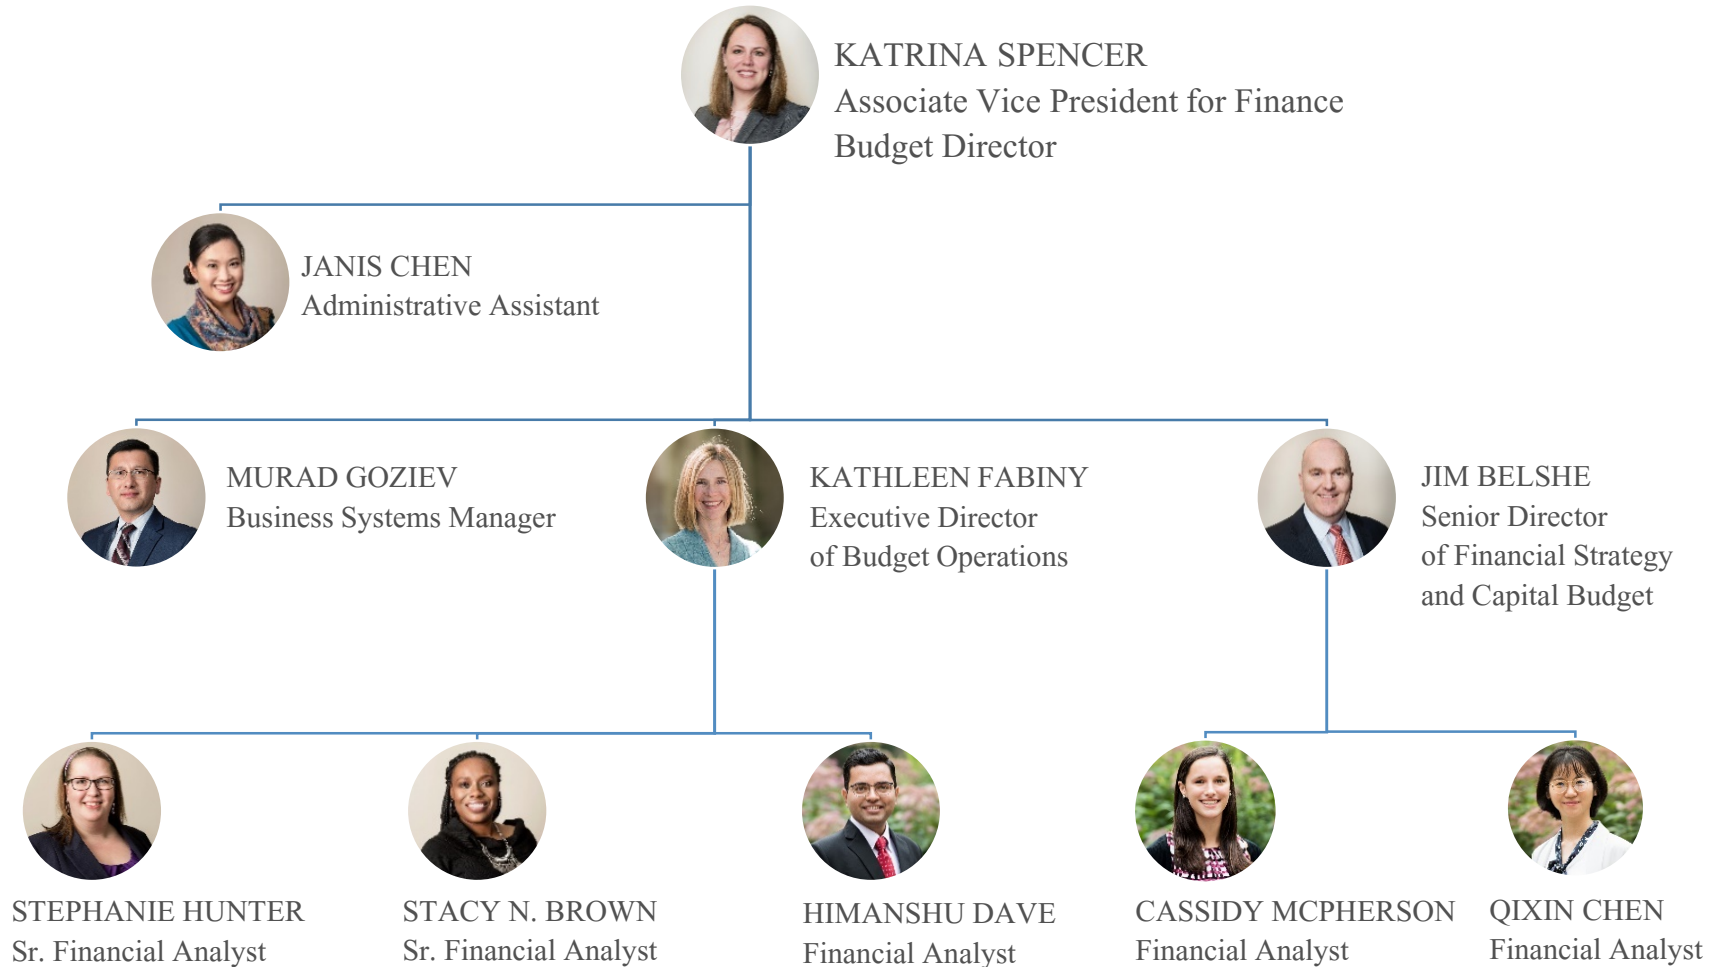 KATRINA SPENCER
Associate Vice President for Finance
Budget Director
JANIS CHEN
Administrative Assistant
MURAD GOZIEV
Business Systems Manager
KATHLEEN FABINY
Executive Director
of Budget Operations
JIM BELSHE
Senior Director
of Financial Strategy
and Capital Budget
STEPHANIE HUNTER
Sr. Financial Analyst
STACY N. BROWN
Sr. Financial Analyst
HIMANSHU DAVE
Financial Analyst
CASSIDY MCPHERSON
Financial Analyst
QIXIN CHEN
Financial Analyst